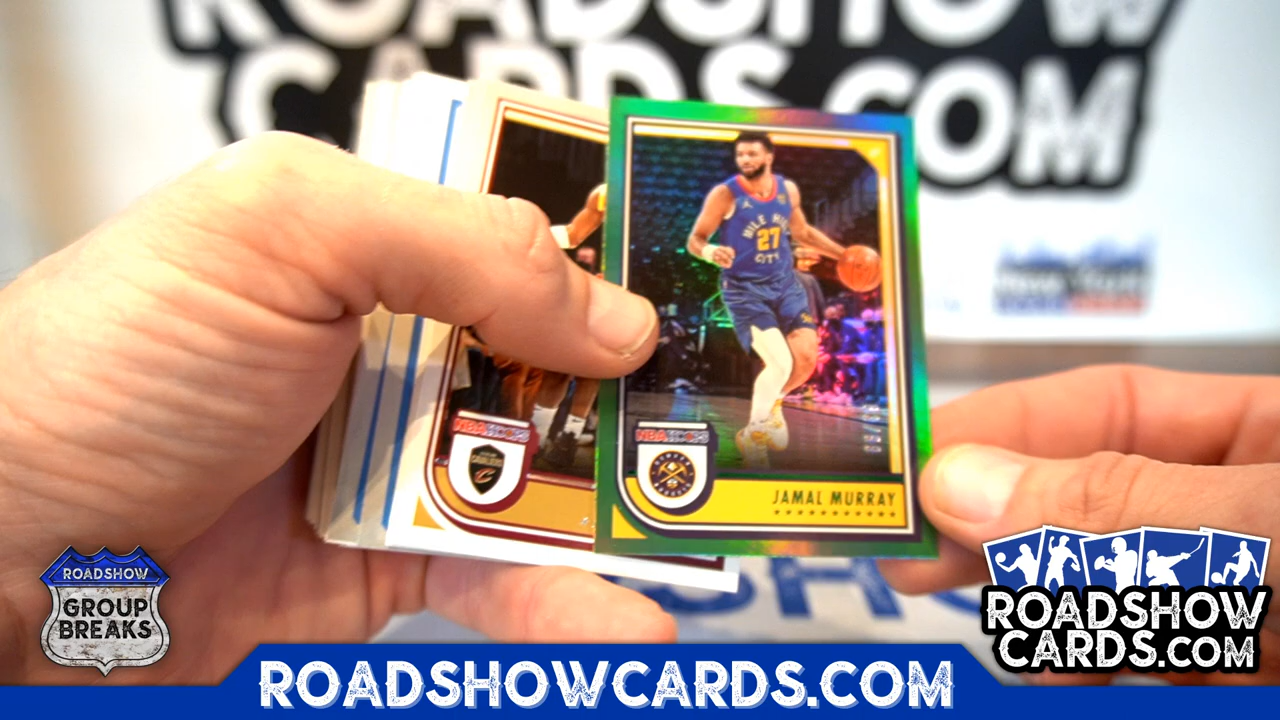 ROADSHOW
CARDS.COM
MILE HIGH
27
CITY
NBA HOOPS
CAVALIERS
NBA HOOPS
JAMAL MURRAY
ROADSHOW
GROUP
BREAKS
ROADSHOW
CARDS.COM
ROADSHOWCARDS.COM